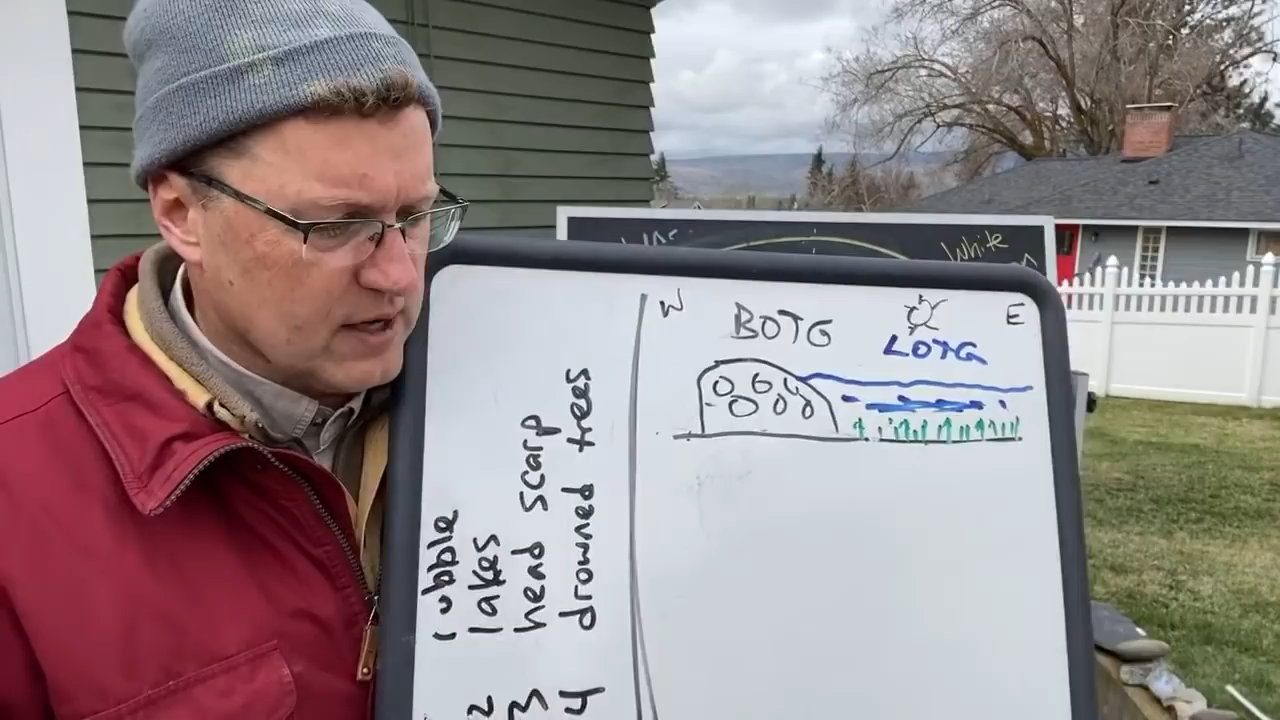 White
W BOTG E
LOTG
rubble
2 lakes
3 head scarp
4 drowned trees